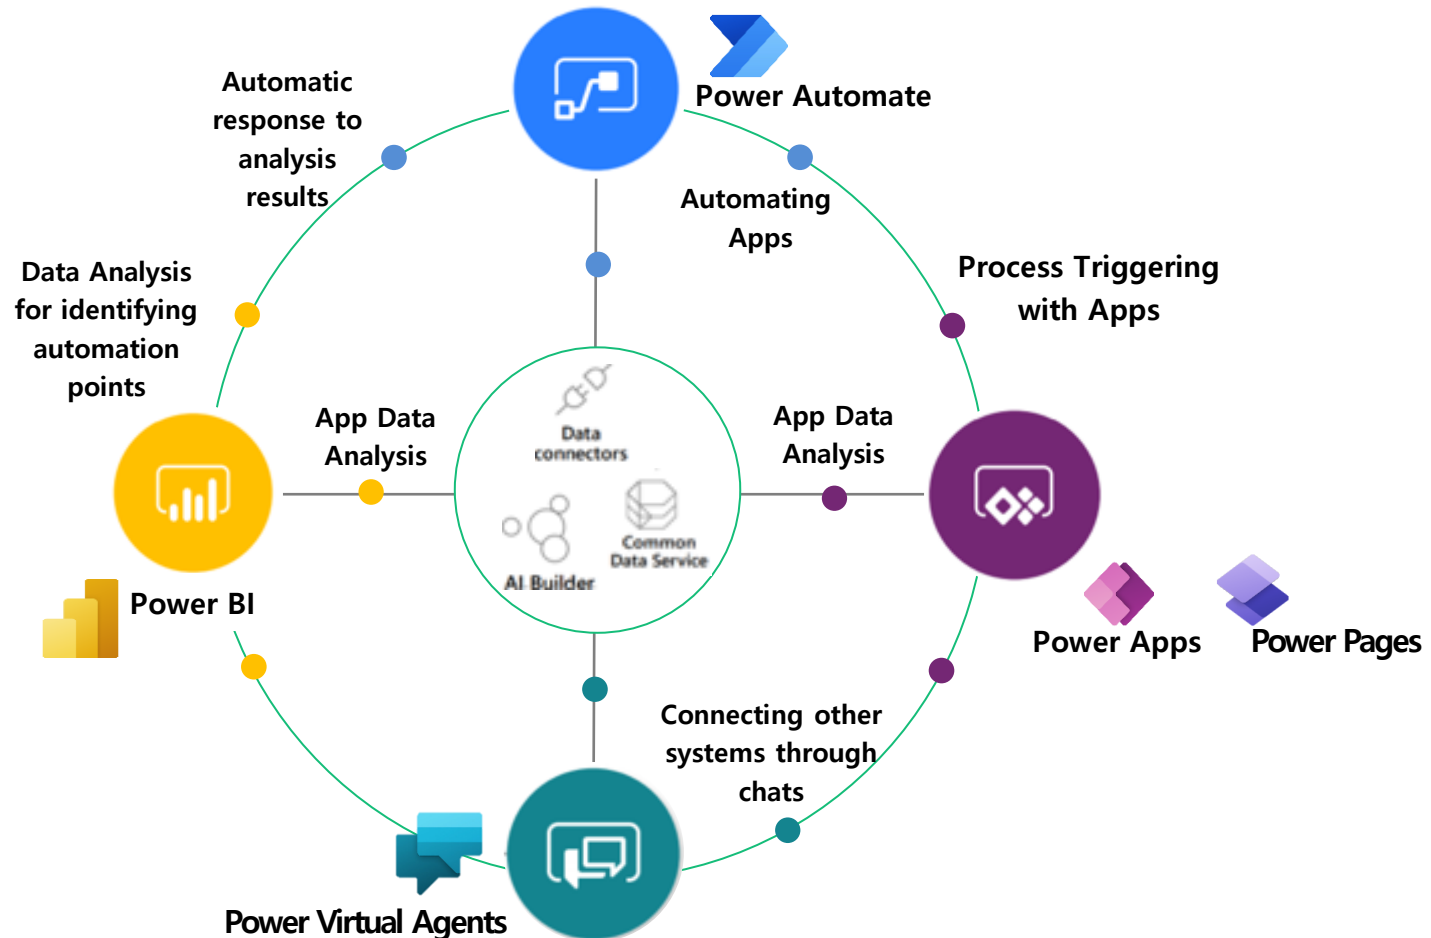 Power Automate
Automatic
response to
analysis
results
Automating
Apps
Data Analysis
for identifying
automation
points
Process Triggering
with Apps
App Data
Analysis
Data
connectors
App Data
Analysis
Common
Data Service
AI Builder
Power BI
Power Apps
Power Pages
Connecting other
systems through
chats
Power Virtual Agents